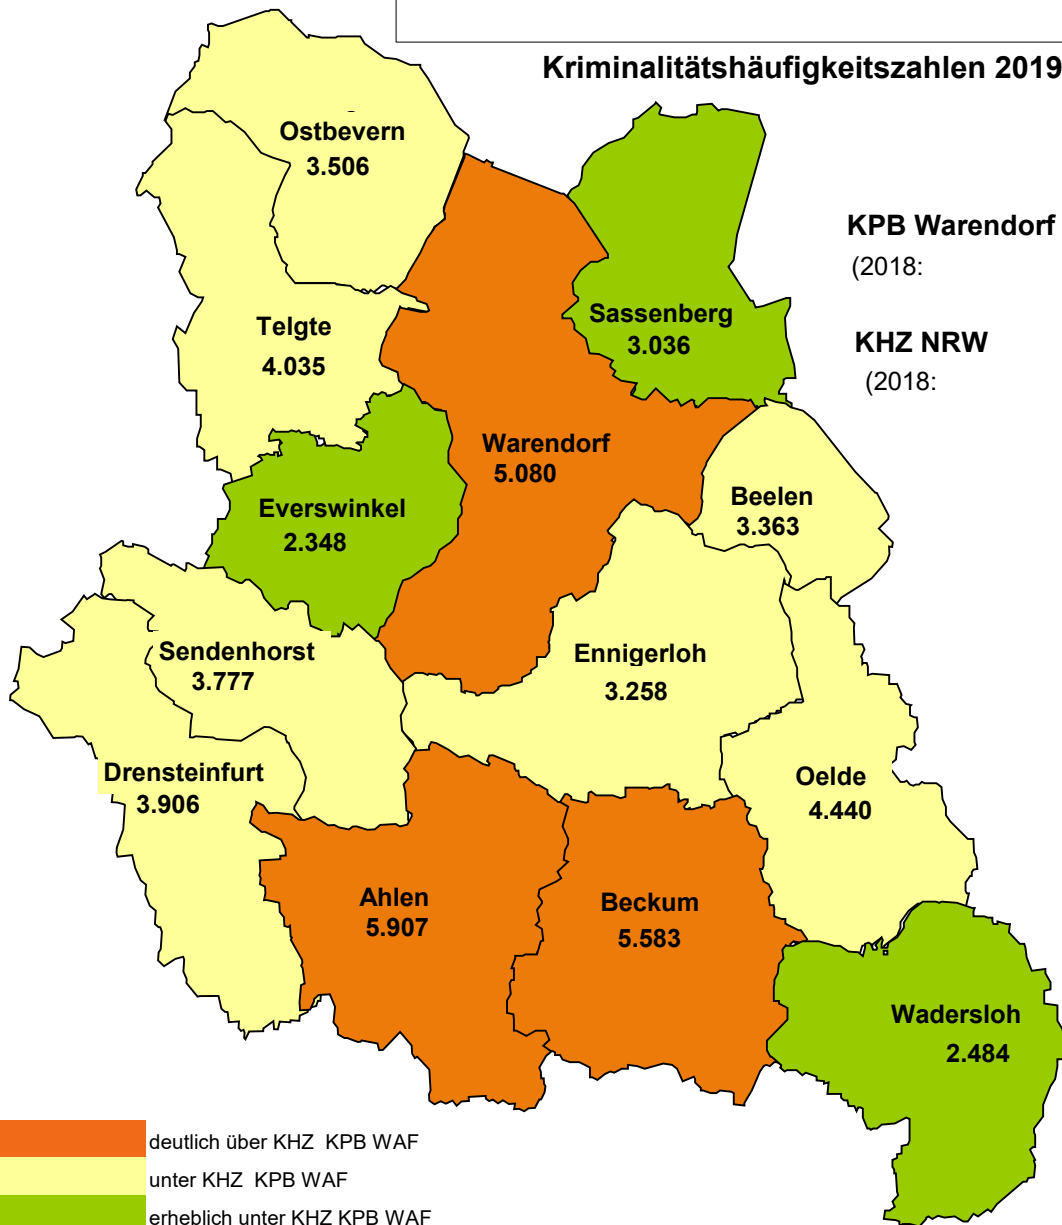 Kriminalitätshäufigkeitszahlen 2019
Ostbevern
3.506
KPB Warendorf
(2018:
Sassenberg
3.036
Telgte
4.035
KHZ NRW
(2018:
Warendorf
5.080
Beelen
3.363
Everswinkel
2.348
Sendenhorst
3.777
Ennigerloh
3.258
Drensteinfurt
3.906
Oelde
4.440
Ahlen
5.907
Beckum
5.583
Wadersloh
2.484
deutlich über KHZ KPB WAF
unter KHZ KPB WAF
erheblich unter KHZ KPB WAF